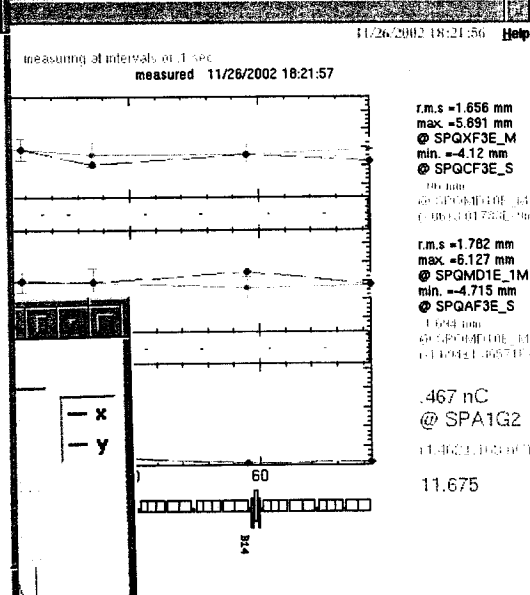 11/26/2002 18:21:56 Help
measuring at intervals of .1 sec
measured 11/26/2002 18:21:57
r.m.s =1.656 mm
max. =5.691 mm
@ SPQXF3E_M
min. =-4.12 mm
@ SPQCF3E_S
r.m.s =1.762 mm
max. =6.127 mm
@ SPQMD1E_1M
min. =-4.715 mm
@ SPQAF3E_S
.467 nC
@ SPA1G2
11.675
x
y
60
B14